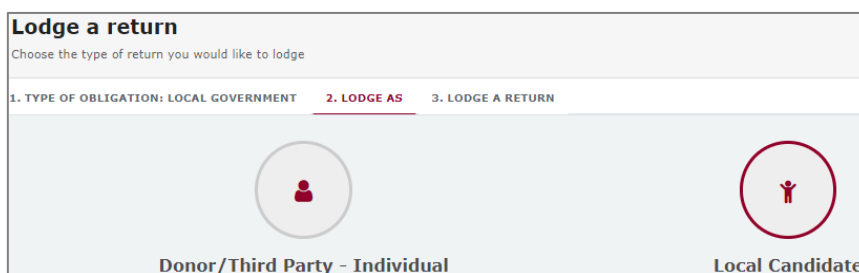 Lodge a return
Choose the type of return you would like to lodge
1. TYPE OF OBLIGATION: LOCAL GOVERNMENT 2. LODGE AS 3. LODGE A RETURN
Donor/Third Party - Individual Local Candidate